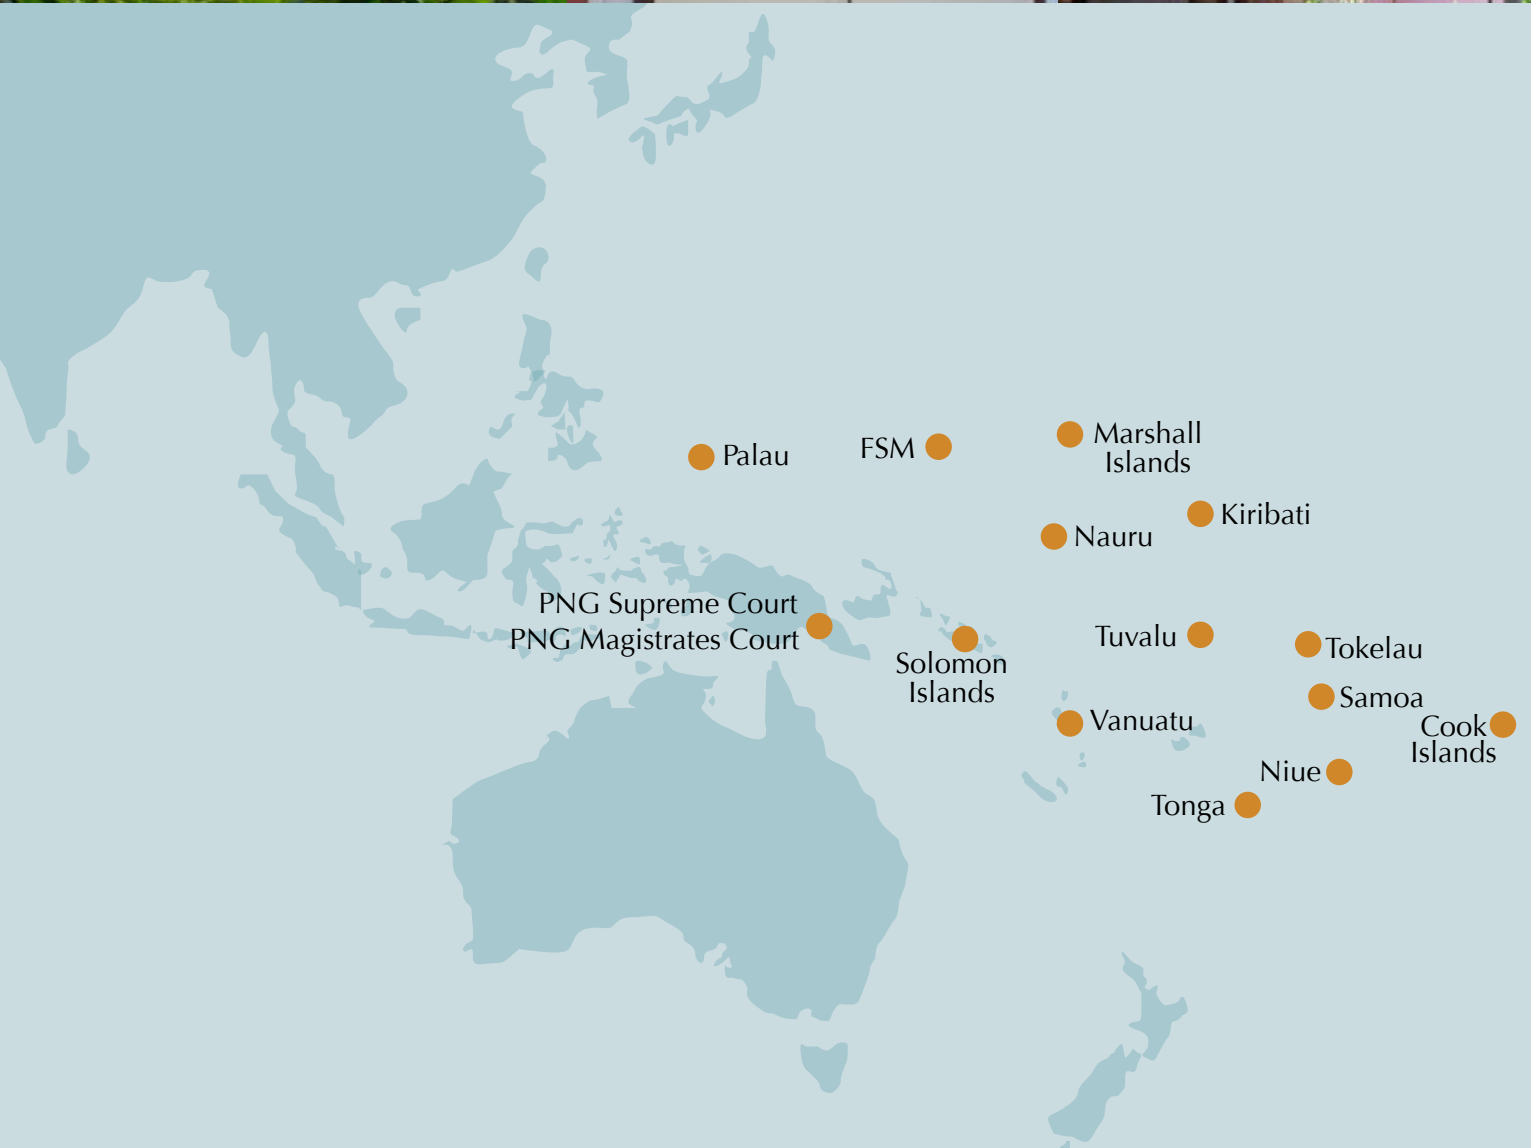 Marshall
Islands
FSM
Palau
Kiribati
Nauru
PNG Supreme Court
PNG Magistrates Court
Tuvalu
Tokelau
Solomon
Islands
Samoa
Vanuatu
Cook
Islands
Niue
Tonga